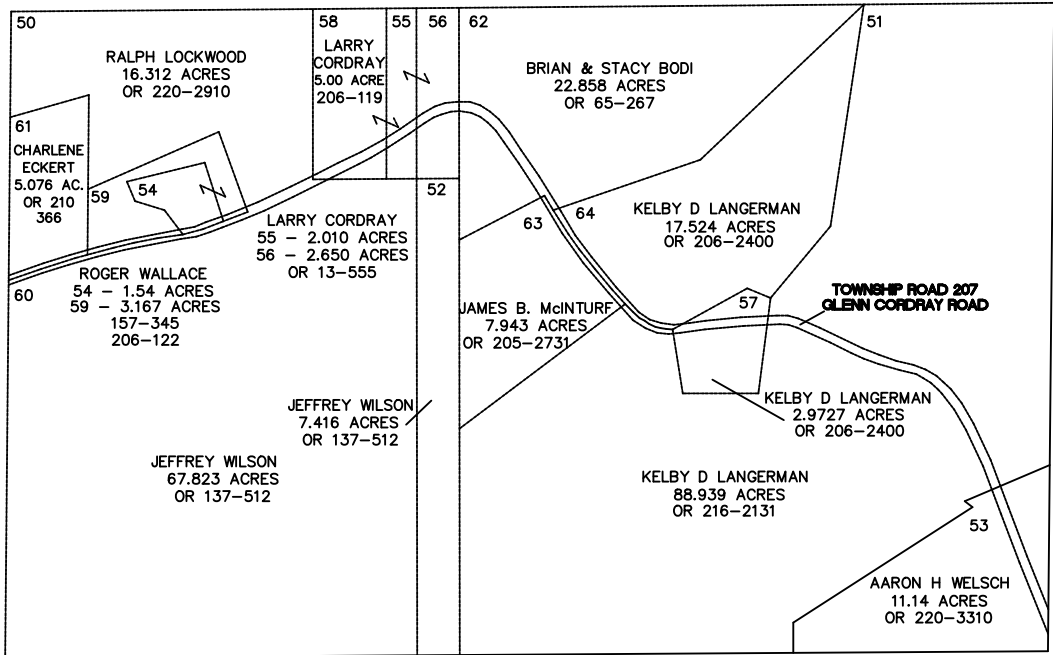 50
58
55
56
62
51
RALPH LOCKWOOD
16.312 ACRES
OR 220-2910
LARRY
CORDRAY
5.00 ACRE
206-119
BRIAN & STACY BODI
22.858 ACRES
OR 65-267
61
CHARLENE
ECKERT
5.076 AC.
OR 210
366
59
54
52
63
64
KELBY D LANGERMAN
17.524 ACRES
OR 206-2400
LARRY CORDRAY
55 - 2.010 ACRES
56 - 2.650 ACRES
OR 13-555
60
ROGER WALLACE
54 - 1.54 ACRES
59 - 3.167 ACRES
157-345
206-122
JAMES B. McINTURF
7.943 ACRES
OR 205-2731
57
TOWNSHIP ROAD 207
GLENN CORDRAY ROAD
KELBY D LANGERMAN
2.9727 ACRES
OR 206-2400
JEFFREY WILSON
7.416 ACRES
OR 137-512
JEFFREY WILSON
67.823 ACRES
OR 137-512
KELBY D LANGERMAN
88.939 ACRES
OR 216-2131
53
AARON H WELSCH
11.14 ACRES
OR 220-3310